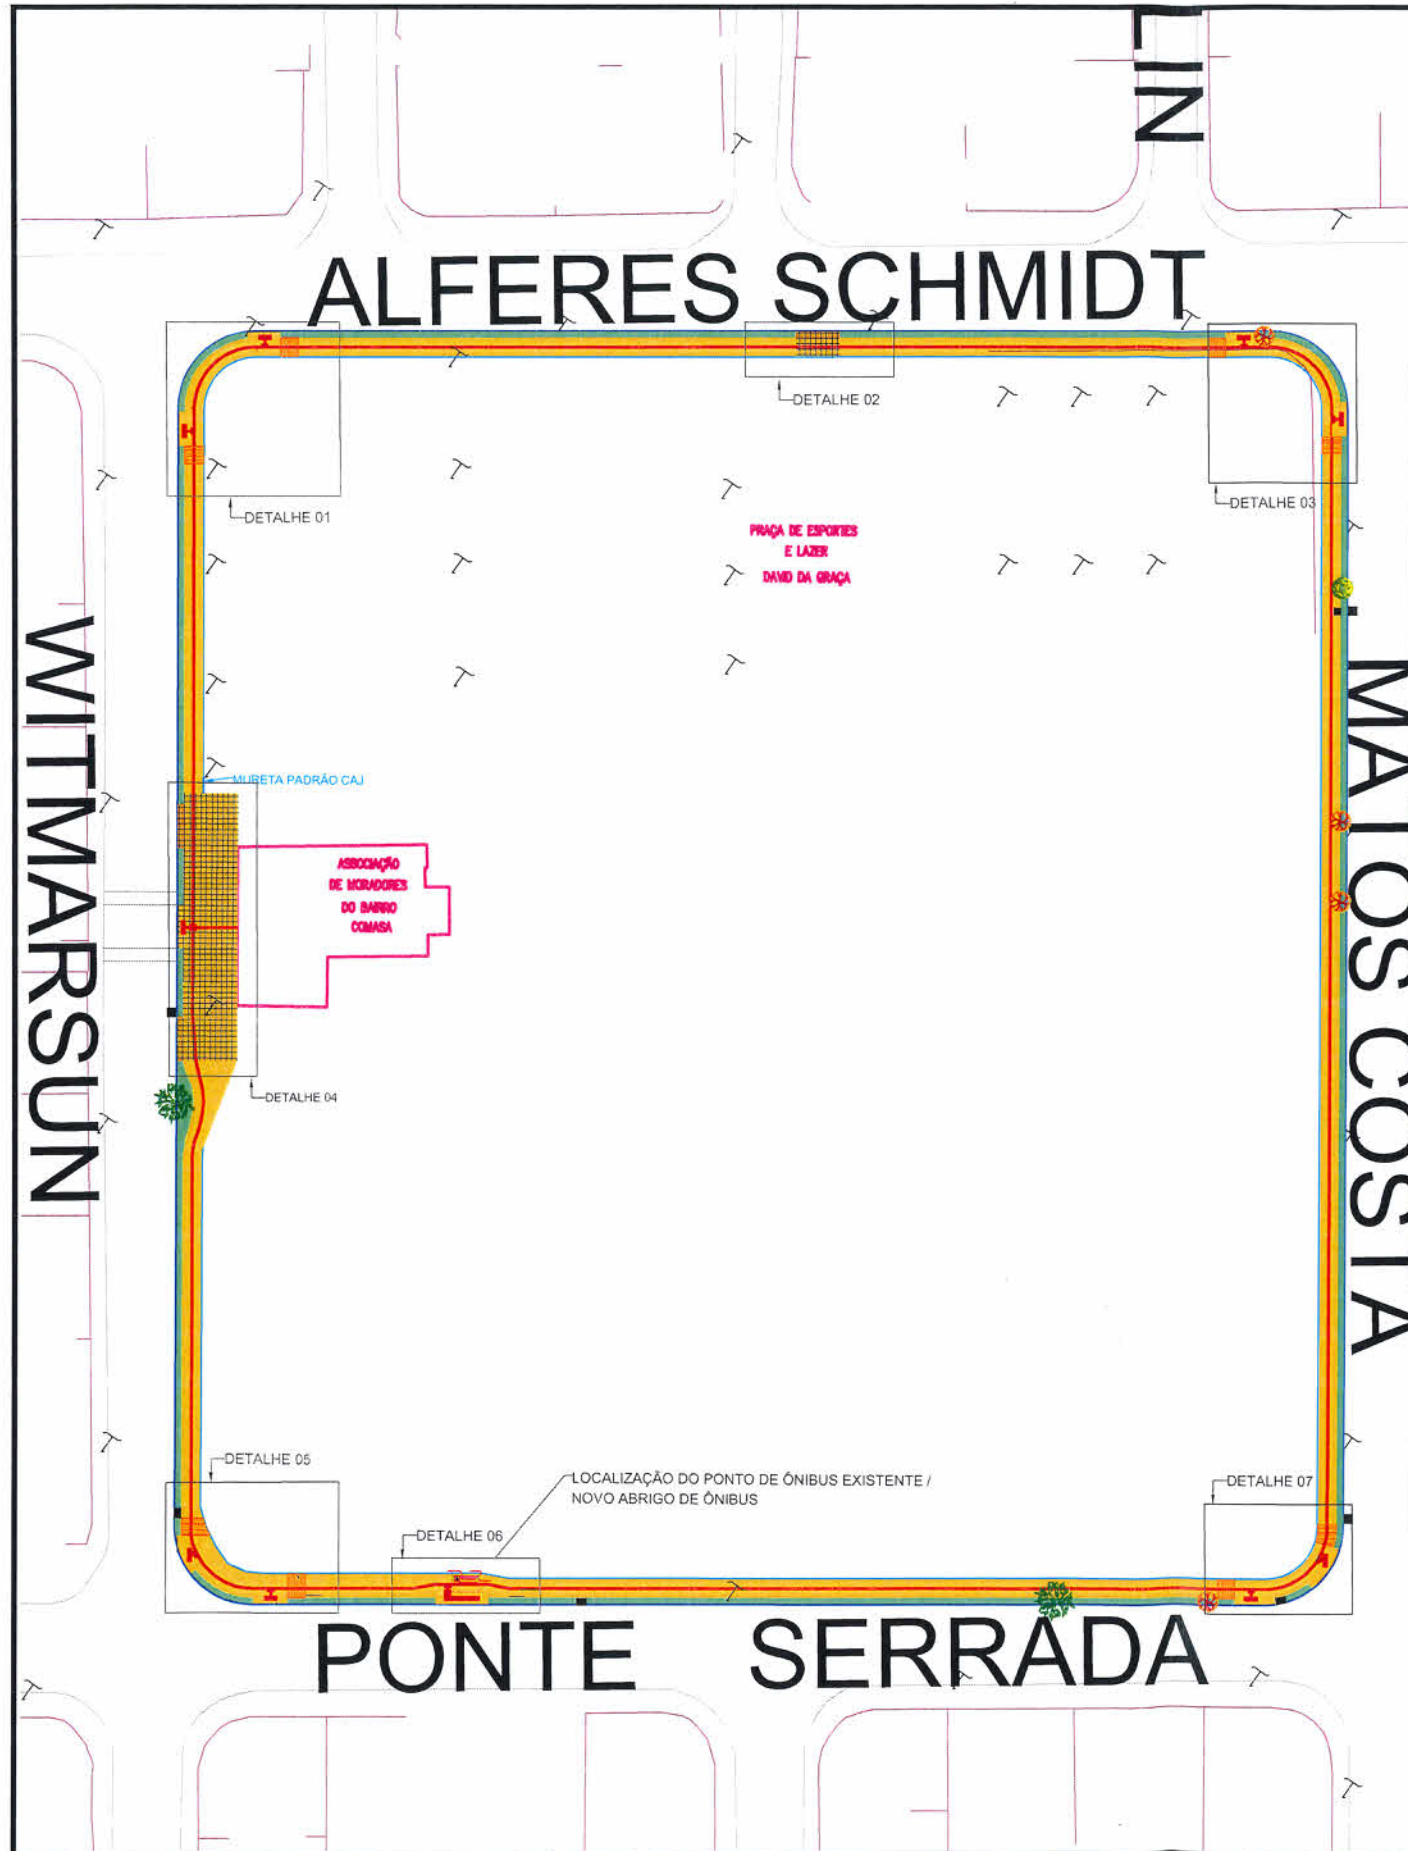 LIN
ALFERES SCHMIDT
DETALHE 02
DETALHE 01
DETALHE 03
PRAÇA DE ESPORTES
E LAZER
DAVID DA GRAÇA
WITMARSUN
MATOS COSTA
MURETA PADRÃO CAJ
ASSOCIAÇÃO
DE MORADORES
DO BAIRRO
COMASA
DETALHE 04
DETALHE 05
LOCALIZAÇÃO DO PONTO DE ÔNIBUS EXISTENTE /
NOVO ABRIGO DE ÔNIBUS
DETALHE 07
DETALHE 06
PONTE SERRADA